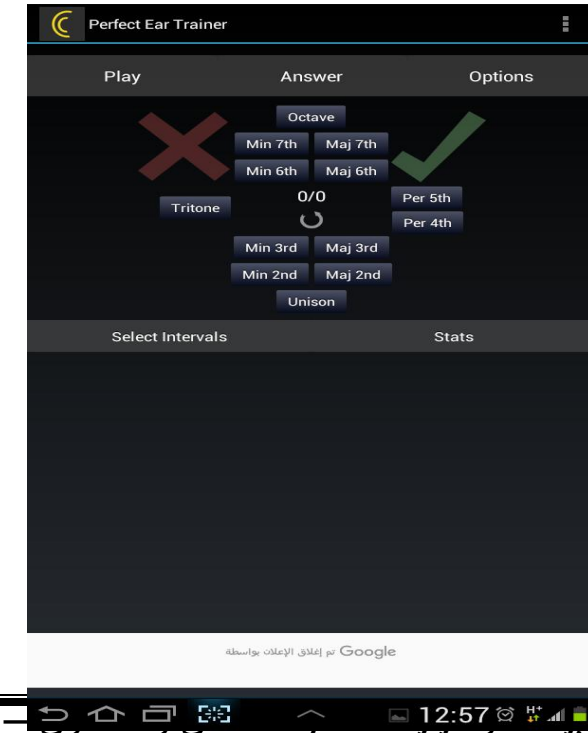 Perfect Ear Trainer
Play Answer Options
Octave
Min 7th Maj 7th
Min 6th Maj 6th
0/0
Tritone
Per 5th
Per 4th
Min 3rd Maj 3rd
Min 2nd Maj 2nd
Unison
Select Intervals Stats
تم إغلاق الإعلان بواسطة Google
12:57 H+